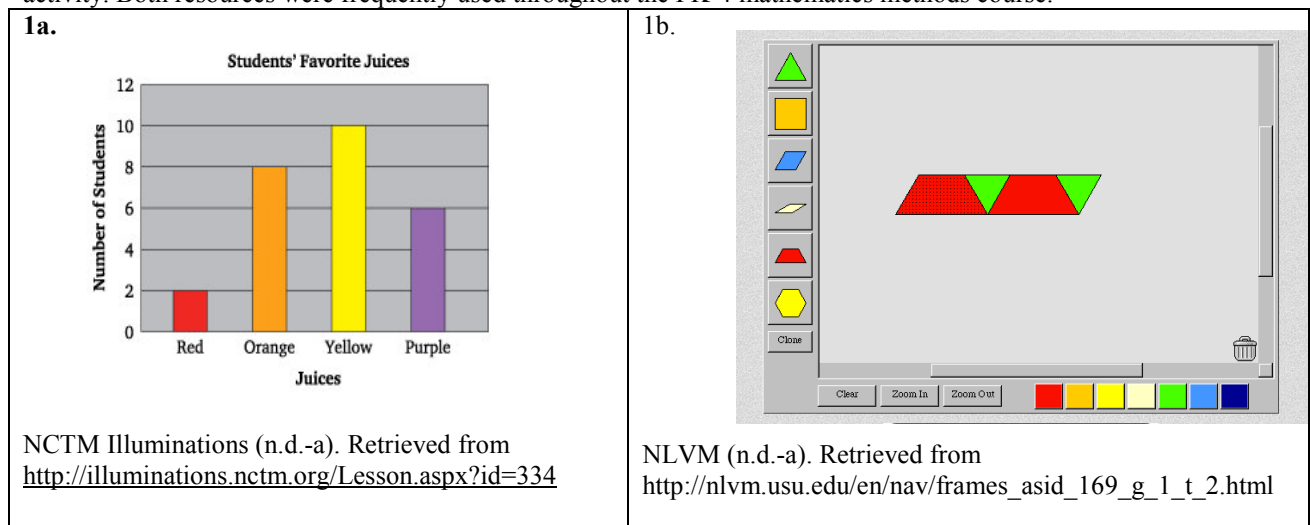 activity. Both resources were frequently used throughout the PK-4 mathematics methods course.
1a.
Students' Favorite Juices
Number of Students
12
10
8
6
4
2
0
Red Orange Yellow Purple
Juices
NCTM Illuminations (n.d.-a). Retrieved from
http://illuminations.nctm.org/Lesson.aspx?id=334
1b.
Clone
Clear Zoom In Zoom Out
NLVM (n.d.-a). Retrieved from
http://nlvm.usu.edu/en/nav/frames_asid_169_g_1_t_2.html